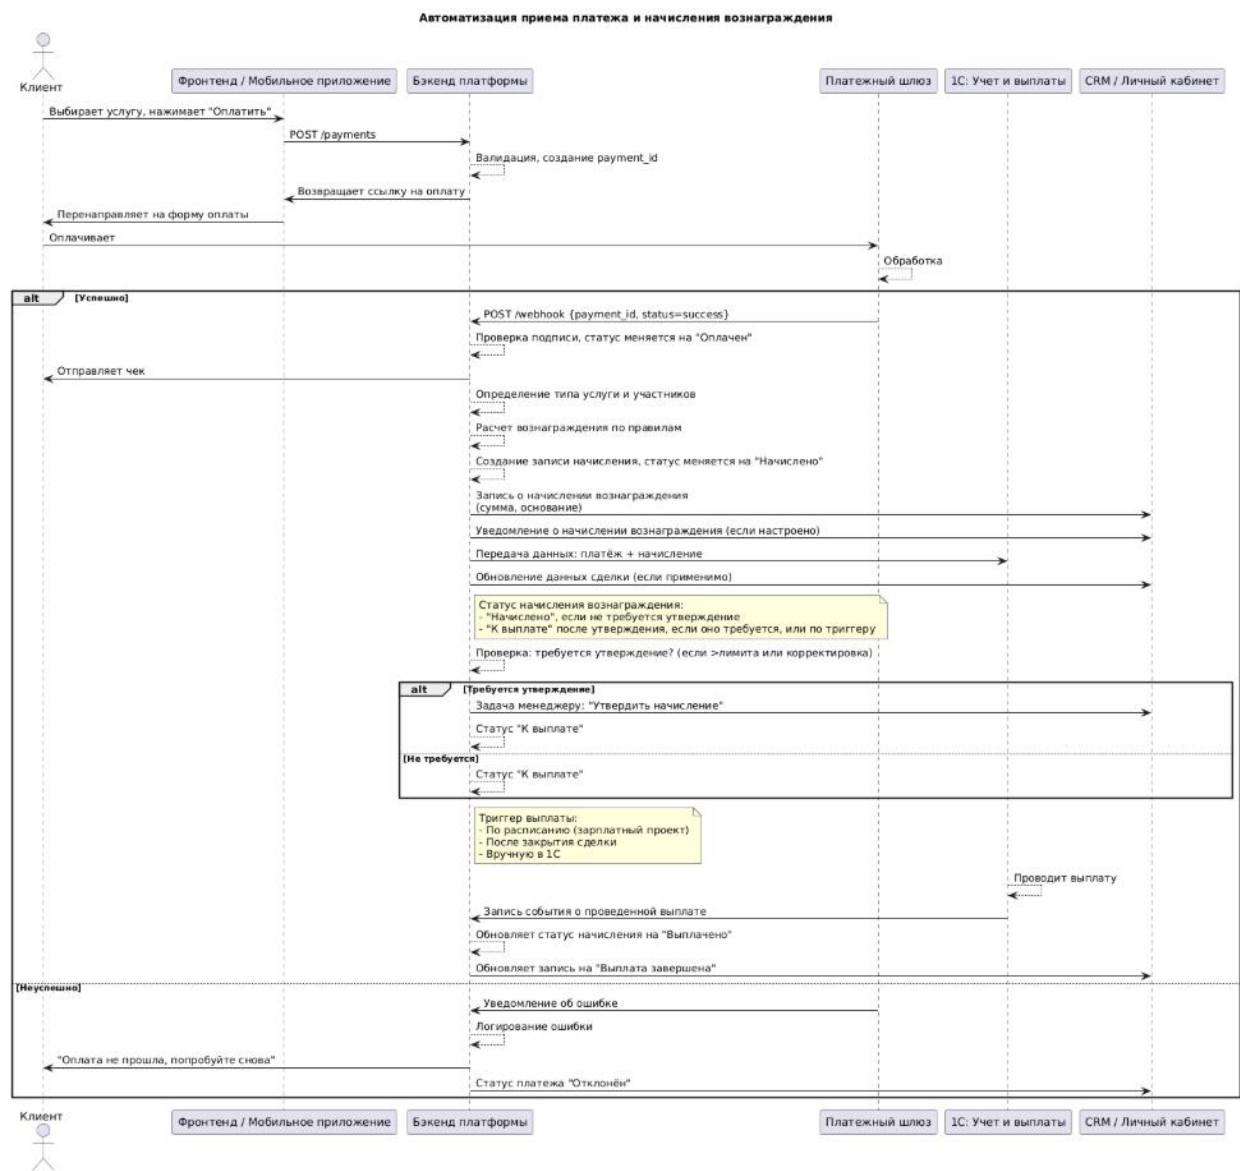 Автоматизация приема платежа и начисления вознаграждения
Клиент
Фронтенд / Мобильное приложение
Бэкенд платформы
Платежный шлюз
1С: Учет и выплаты
CRM / Личный кабинет
Выбирает услугу, нажимает "Оплатить"
POST /payments
Валидация, создание payment_id
Возвращает ссылку на оплату
Перенаправляет на форму оплаты
Оплачивает
Обработка
alt
[Успешно]
POST /webhook {payment_id, status=success}
Проверка подписи, статус меняется на "Оплачен"
Отправляет чек
Определение типа услуги и участников
Расчет вознаграждения по правилам
Создание записи начисления, статус меняется на "Начислено"
Запись о начислении вознаграждения
(сумма, основание)
Уведомление о начислении вознаграждения (если настроено)
Передача данных: платёж + начисление
Обновление данных сделки (если применимо)
Статус начисления вознаграждения:
- "Начислено", если не требуется утверждение
- "К выплате" после утверждения, если оно требуется, или по триггеру
Проверка: требуется утверждение? (если >лимита или корректировка)
alt
[Требуется утверждение]
Задача менеджеру: "Утвердить начисление"
Статус "К выплате"
[Не требуется]
Статус "К выплате"
Триггер выплаты:
- По расписанию (зарплатный проект)
- После закрытия сделки
- Вручную в 1С
Проводит выплату
Запись события о проведенной выплате
Обновляет статус начисления на "Выплачено"
Обновляет запись на "Выплата завершена"
[Неуспешно]
Уведомление об ошибке
Логирование ошибки
"Оплата не прошла, попробуйте снова"
Статус платежа "Отклонён"
Клиент
Фронтенд / Мобильное приложение
Бэкенд платформы
Платежный шлюз
1С: Учет и выплаты
CRM / Личный кабинет